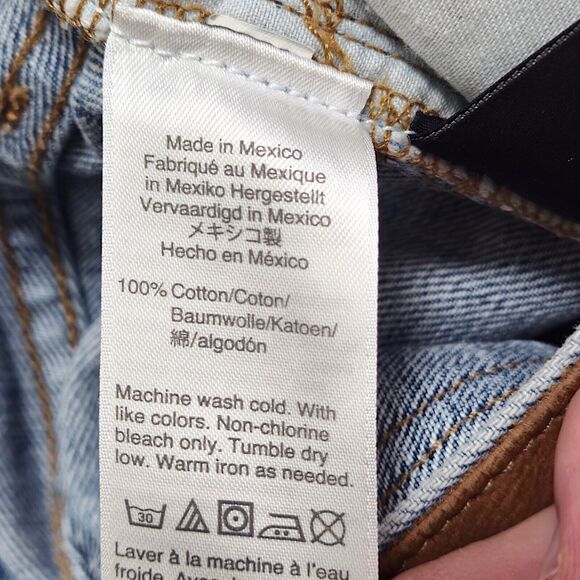 Made in Mexico
Fabriqué au Mexique
in Mexiko Hergestellt
Vervaardigd in Mexico
メキシコ製
Hecho en México
100% Cotton/Coton/
Baumwolle/Katoen/
綿/algodón
Machine wash cold. With
like colors. Non-chlorine
bleach only. Tumble dry
low. Warm iron as needed.
30
Laver à la machine à l'eau
froide. Avec